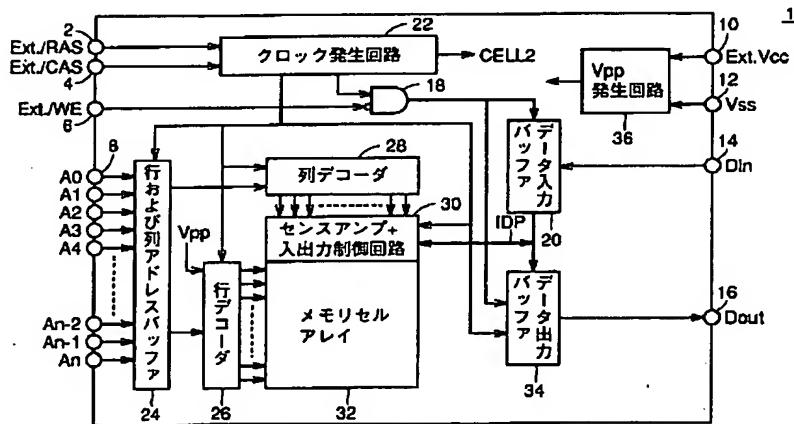 1
2
Ext./RAS
Ext./CAS
4
Ext./WE
6
22
クロック発生回路
CELL2
18
10
Ext.Vcc
12
Vss
Vpp
発生回路
36
14
Din
データ入力
バッファ
20
8
A0
A1
A2
A3
A4
An-2
An-1
An
行および列アドレスバッファ
24
28
列デコーダ
30
センスアンプ+
入出力制御回路
IDP
Vpp
行デコーダ
26
メモリセル
アレイ
32
データ出力
バッファ
34
16
Dout